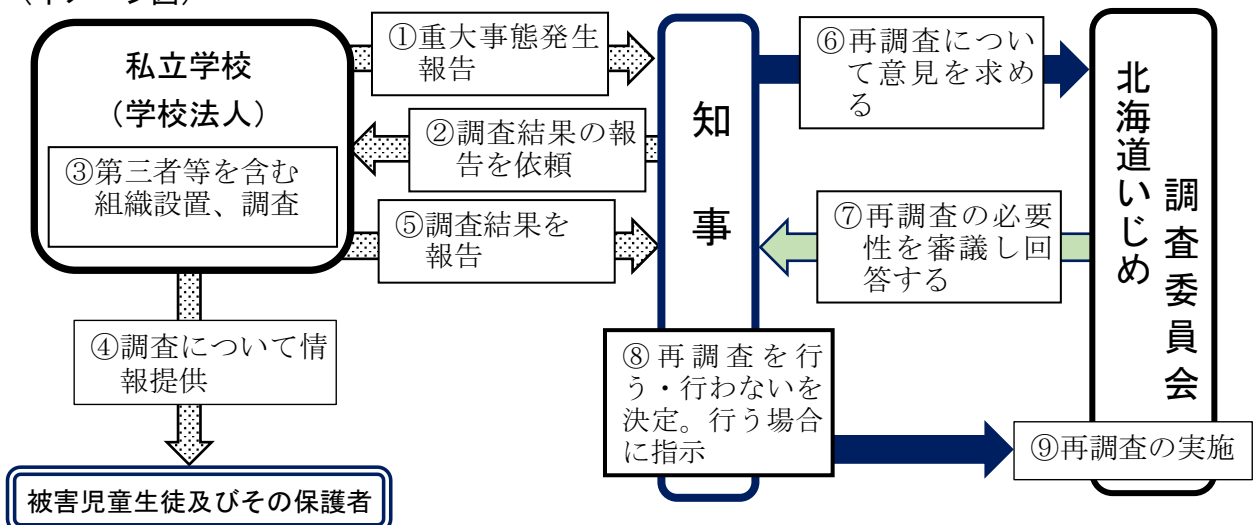 私立学校
（学校法人）
③第三者等を含む
組織設置、調査
①重大事態発生
報告
②調査結果の報
告を依頼
⑤調査結果を
報告
④調査について情
報提供
被害児童生徒及びその保護者
知事
⑥再調査につい
て意見を求め
る
⑦再調査の必要
性を審議し回
答する
⑧再調査を行
う・行わないを
決定。行う場合
に指示
北海道いじめ
調査委員会
⑨再調査の実施